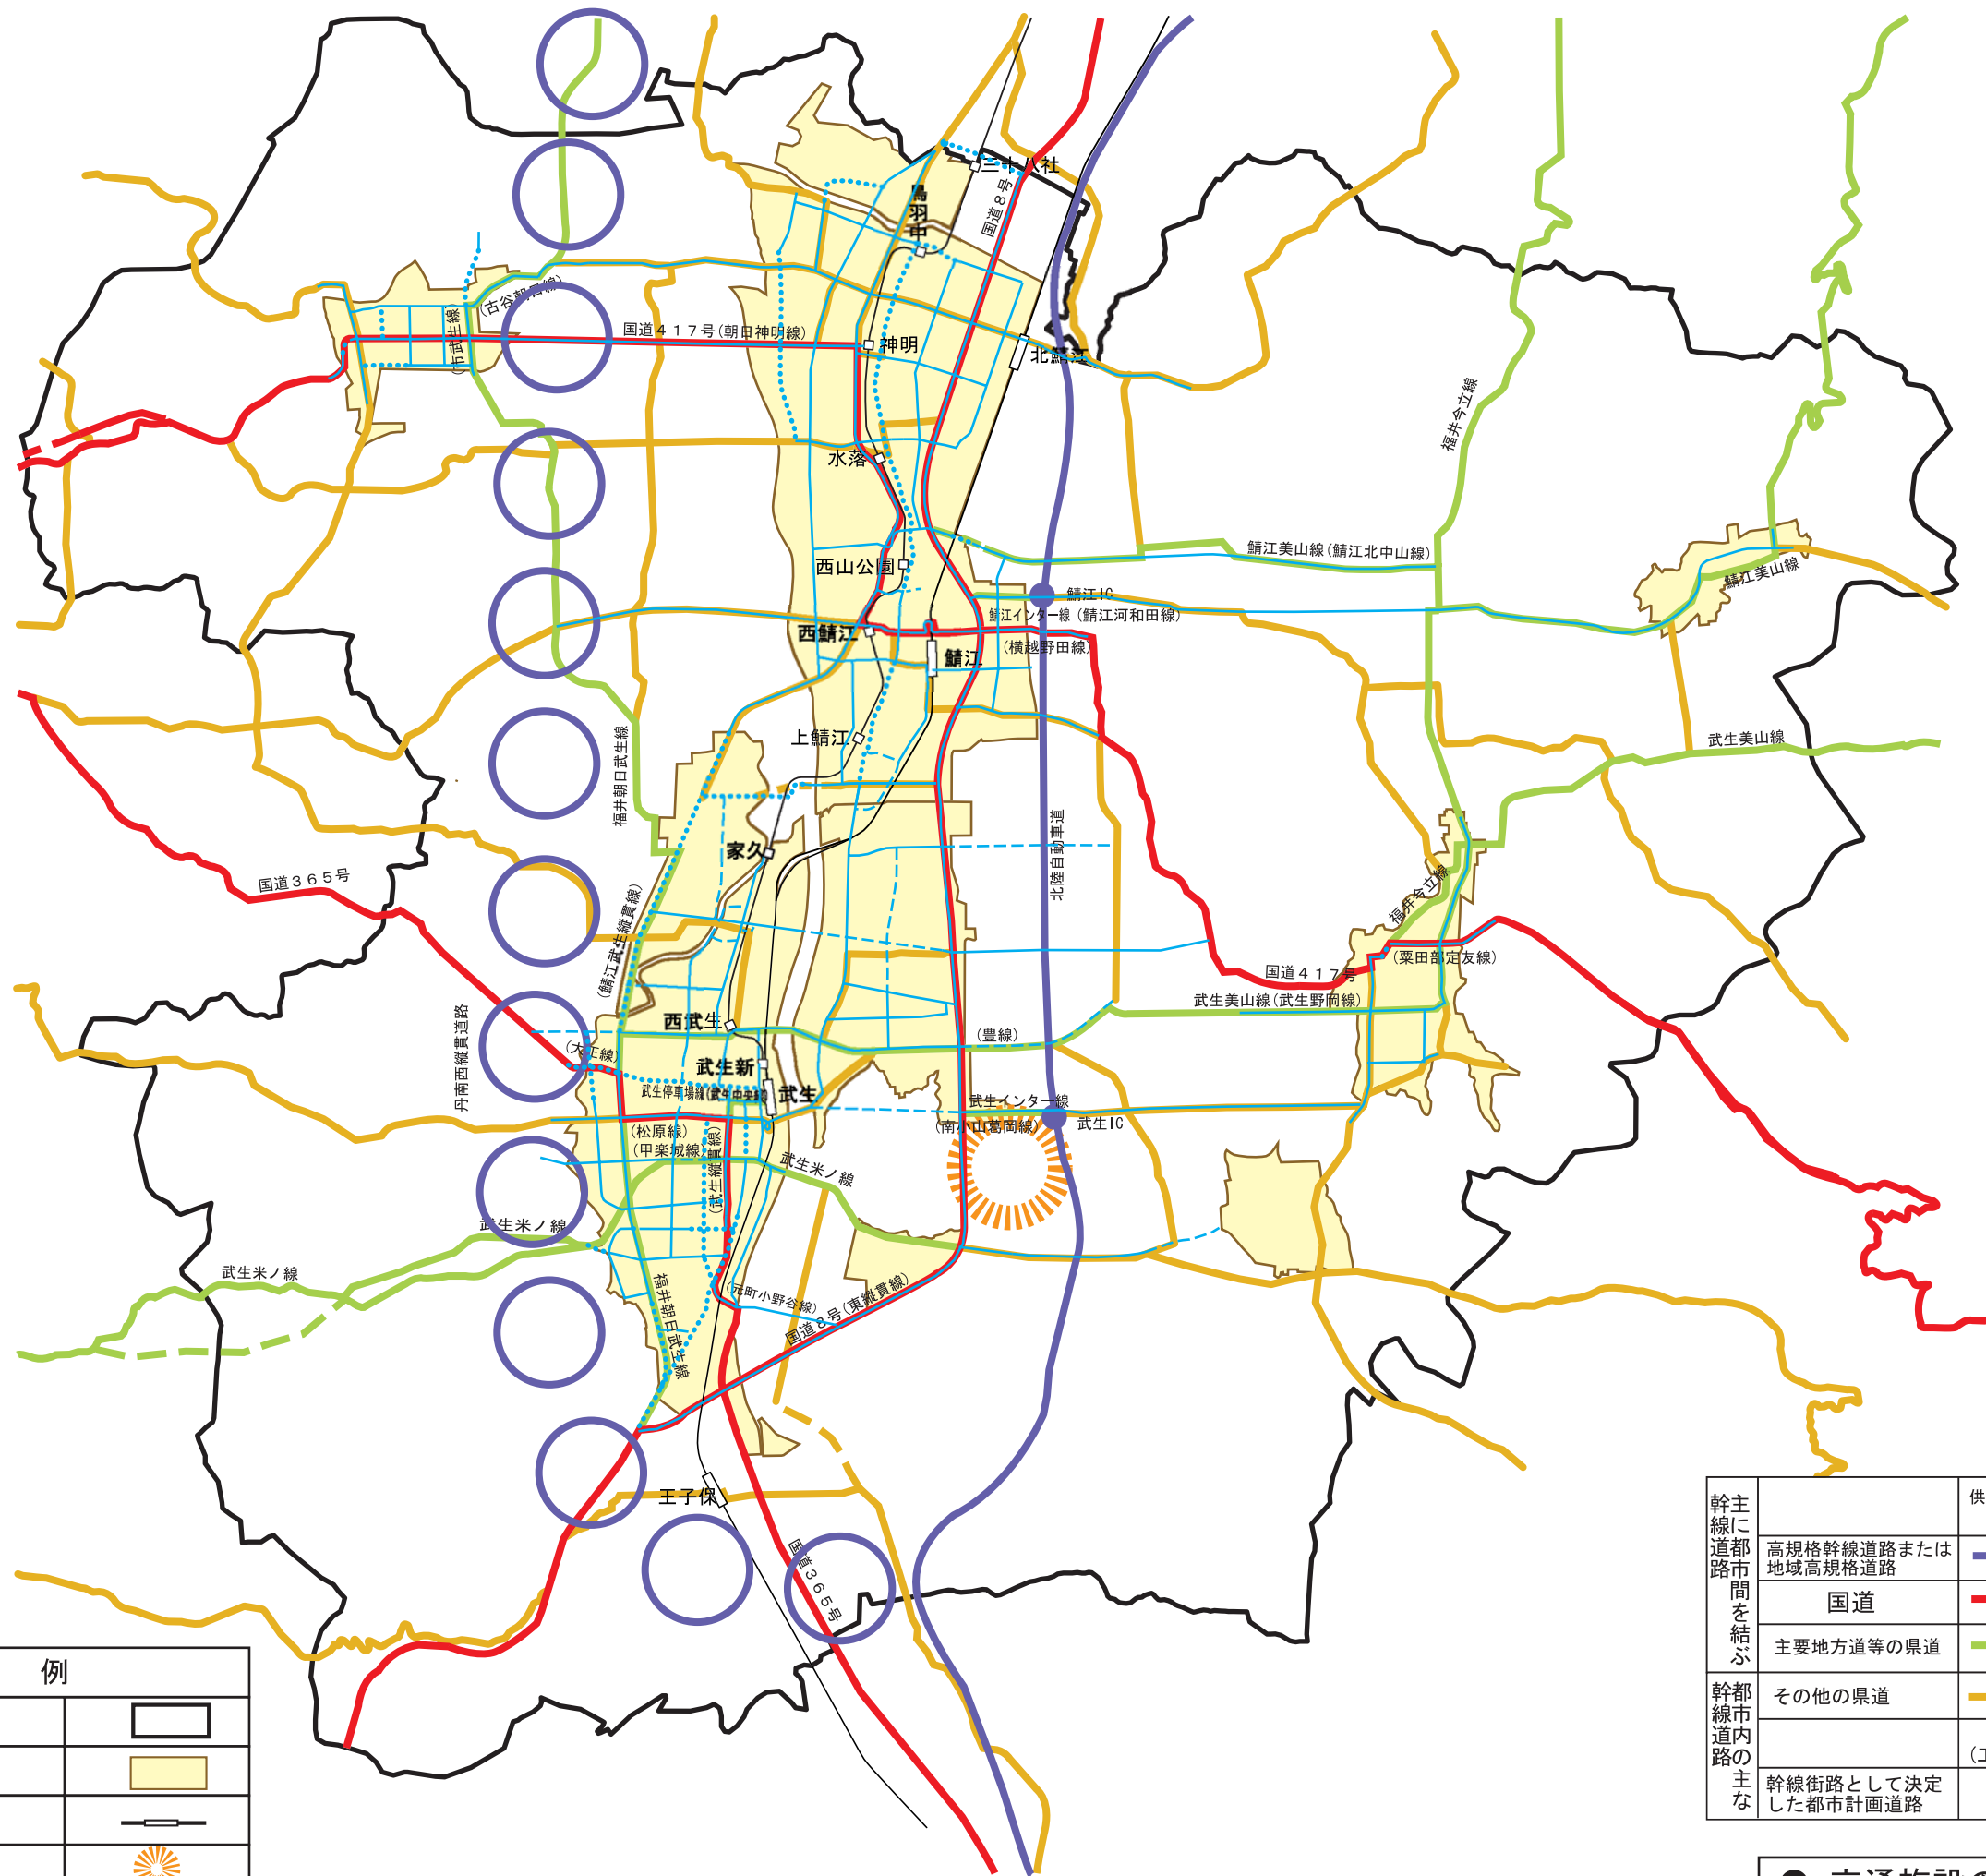 三十八社
鳥羽中
国道８号
(古谷朝日線)
(市武生線)
国道４１７号(朝日神明線)
神明
北鯖江
福井今立線
水落
鯖江美山線(鯖江北中山線)
西山公園
鯖江美山線
鯖江IC
鯖江インター線(鯖江河和田線)
西鯖江
(横越野田線)
鯖江
上鯖江
武生美山線
福井朝日武生線
北陸自動車道
家久
国道３６５号
福井今立線
(鯖江武生縦貫線)
(粟田部定友線)
国道４１７号
武生美山線(武生野岡線)
西武生
(豊線)
丹南西縦貫道路
(大正線)
武生新
武生停車場線(武生中央線)
武生
武生インター線
(南小山葛岡線)
武生IC
(松原線)
(甲楽城線)
(武生縦貫線)
武生米ノ線
武生米ノ線
武生米ノ線
福井朝日武生線
(元町小野谷線)
国道８号(東縦貫線)
王子保
国道３６５号
主に都市間を結ぶ
幹線道路
供
高規格幹線道路または
地域高規格道路
国道
主要地方道等の県道
都市内の主な
幹線道路
その他の県道
幹線街路として決定
した都市計画道路
例